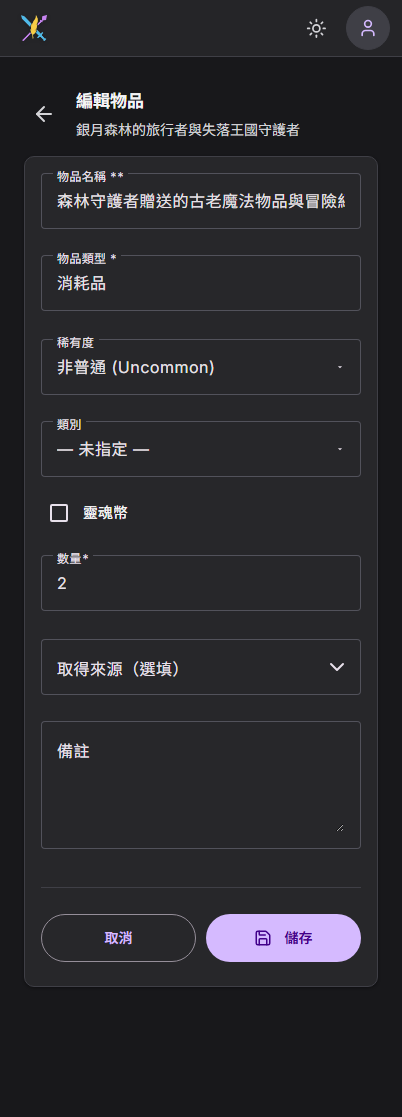 編輯物品
銀月森林的旅行者與失落王國守護者
物品名稱 **
森林守護者贈送的古老魔法物品與冒險
物品類型 *
消耗品
稀有度
非普通 (Uncommon)
類別
— 未指定 —
靈魂幣
數量*
2
取得來源（選填）
備註
取消
儲存